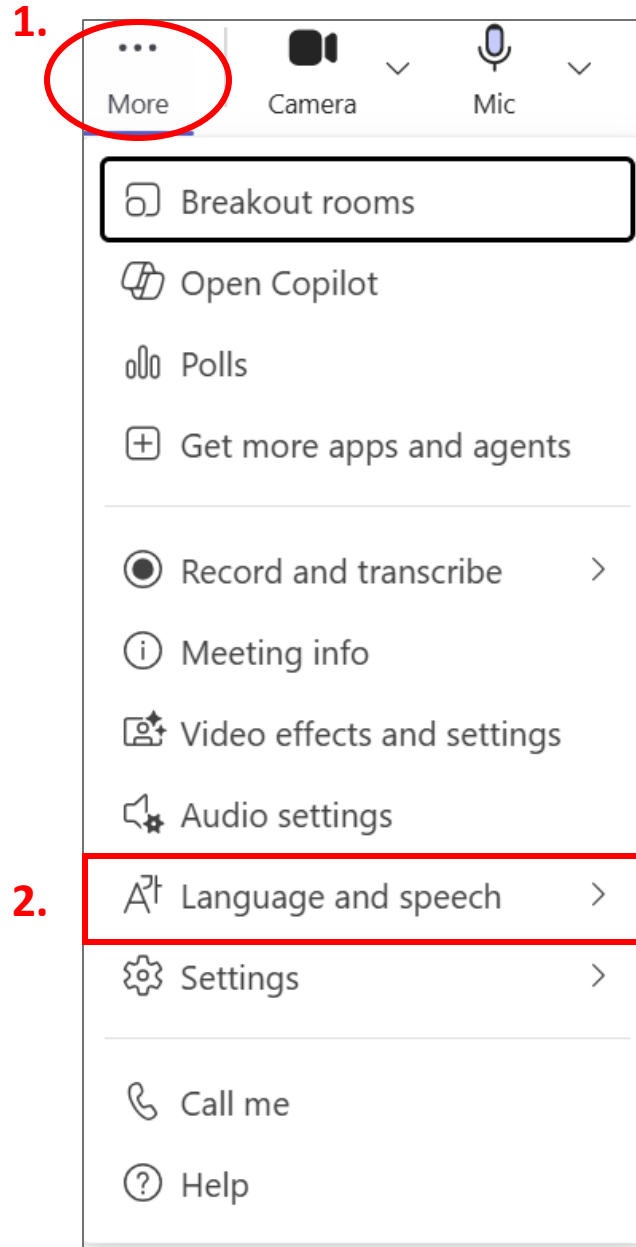 1.
More Camera Mic
Breakout rooms
Open Copilot
Polls
Get more apps and agents
Record and transcribe
Meeting info
Video effects and settings
Audio settings
2. Language and speech
Settings
Call me
Help